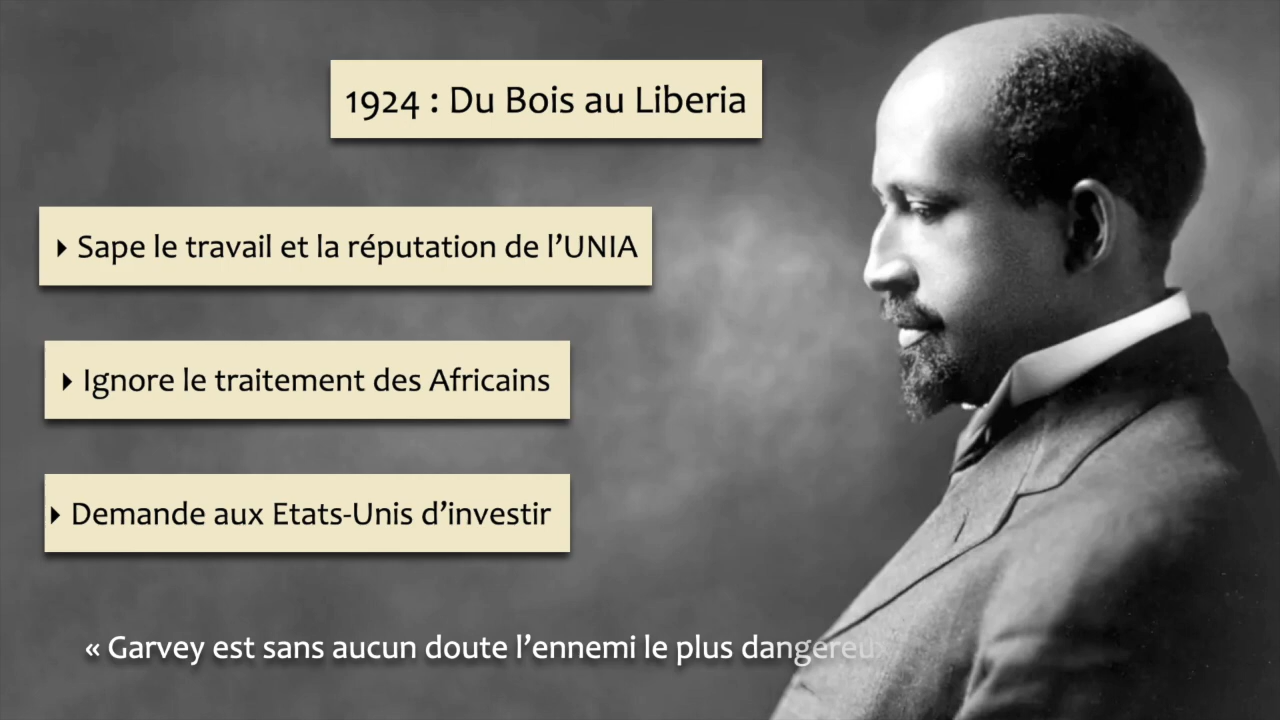 1924 : Du Bois au Liberia
‣ Sape le travail et la réputation de l’UNIA
‣ Ignore le traitement des Africains
‣ Demande aux Etats-Unis d’investir
« Garvey est sans aucun doute l’ennemi le plus dangereux